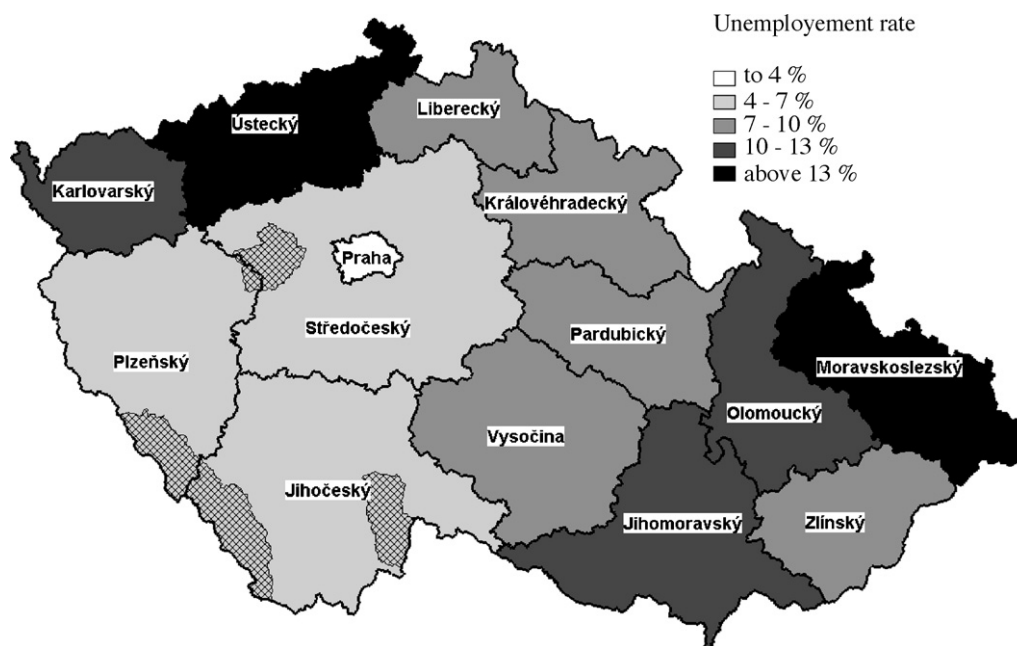 Unemployement rate
to 4 %
4 - 7 %
7 - 10 %
10 - 13 %
above 13 %
Liberecký
Ústecký
Karlovarský
Královéhradecký
Praha
Středočeský
Pardubický
Plzeňský
Moravskoslezský
Olomoucký
Vysočina
Jihočeský
Jihomoravský
Zlínský